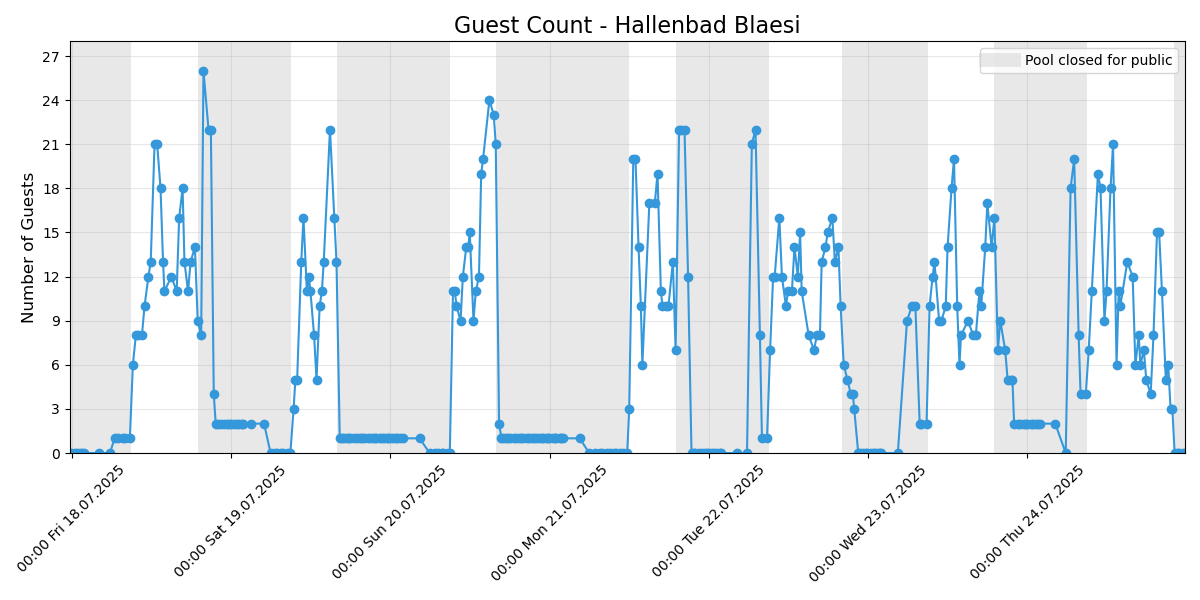 Guest Count - Hallenbad Blaesi
Pool closed for public
Number of Guests
27
24
21
18
15
12
9
6
3
0
00:00 Fri 18.07.2025
00:00 Sat 19.07.2025
00:00 Sun 20.07.2025
00:00 Mon 21.07.2025
00:00 Tue 22.07.2025
00:00 Wed 23.07.2025
00:00 Thu 24.07.2025